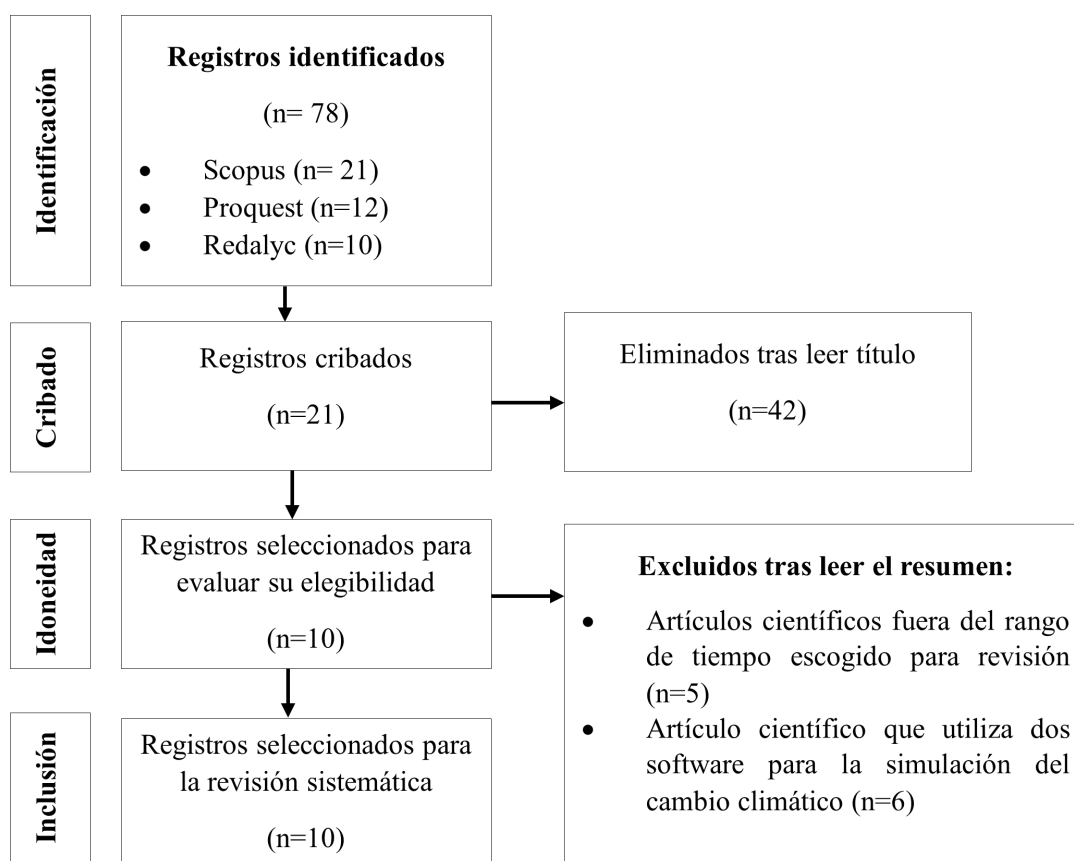 Identificación
Registros identificados
(n= 78)
• Scopus (n= 21)
• Proquest (n=12)
• Redalyc (n=10)
Cribado
Registros cribados
(n=21)
Eliminados tras leer título
(n=42)
Idoneidad
Registros seleccionados para
evaluar su elegibilidad
(n=10)
Excluidos tras leer el resumen:
• Artículos científicos fuera del rango
de tiempo escogido para revisión
(n=5)
• Artículo científico que utiliza dos
software para la simulación del
cambio climático (n=6)
Inclusión
Registros seleccionados para
la revisión sistemática
(n=10)